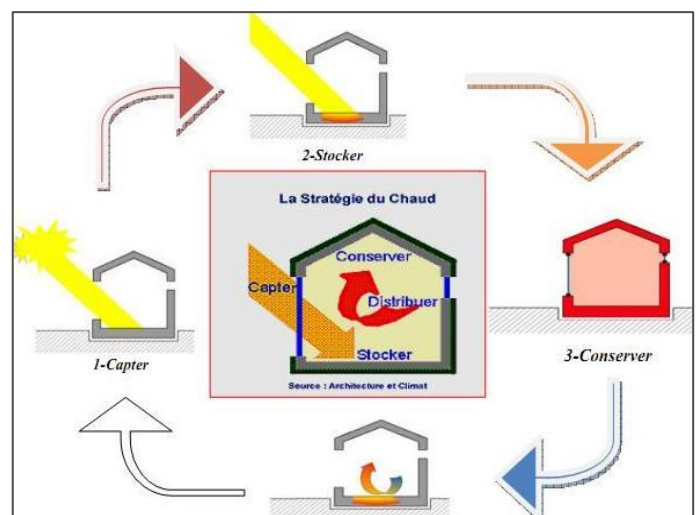 2-Stocker
La Stratégie du Chaud
Conserver
Capter
Distribuer
Stocker
Source : Architecture et Climat
1-Capter
3-Conserver